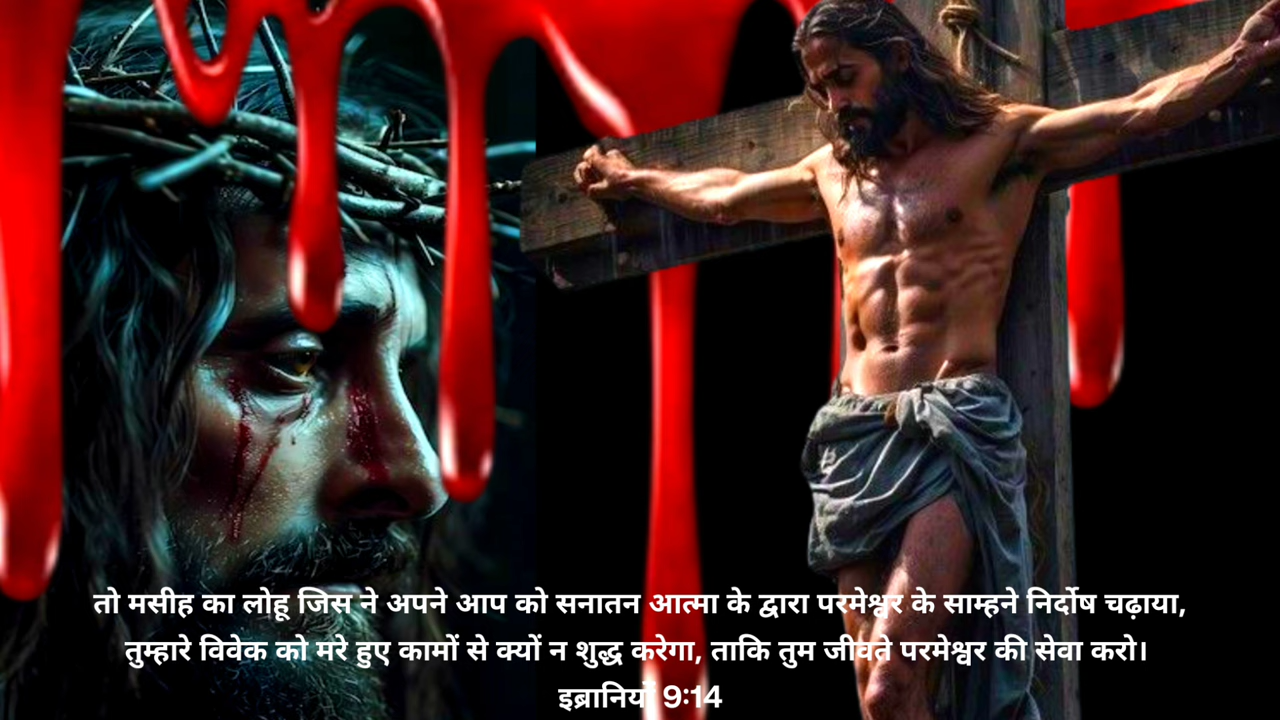 तो मसीह का लोहू जिस ने अपने आप को सनातन आत्मा के द्वारा परमेश्वर के साम्हने निर्दोष चढ़ाया,
तुम्हारे विवेक को मरे हुए कामों से क्यों न शुद्ध करेगा, ताकि तुम जीवते परमेश्वर की सेवा करो।
इब्रानियों 9:14